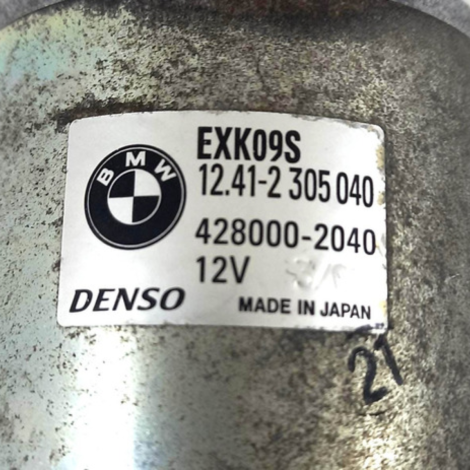 BMW
EXK09S
12.41-2 305 040
428000-2040
12V
DENSO MADE IN JAPAN
21